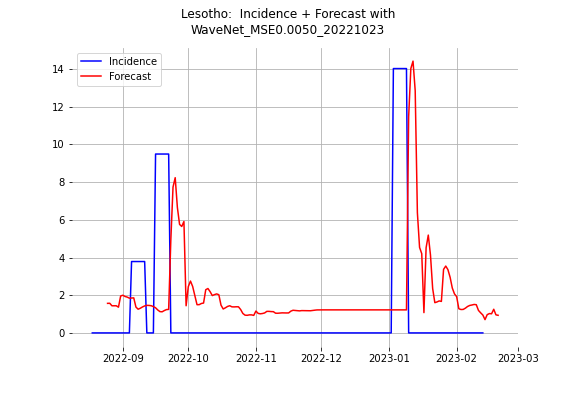 Lesotho:  Incidence + Forecast with
WaveNet_MSE0.0050_20221023
Incidence
Forecast
14
12
10
8
6
4
2
0
2022-09 2022-10 2022-11 2022-12 2023-01 2023-02 2023-03